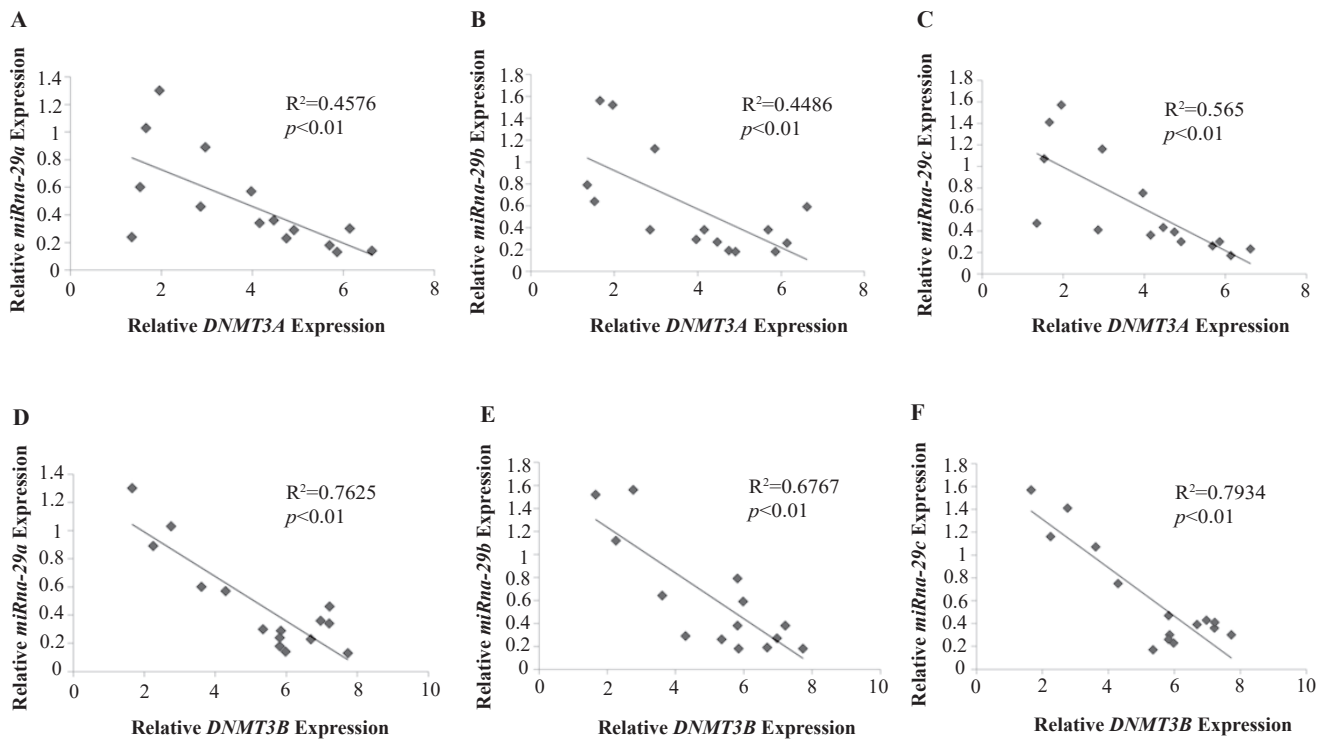 A
Relative miRna-29a Expression
1.4
1.2
1
0.8
0.6
0.4
0.2
0
0
2
4
6
8
R²=0.4576
p<0.01
Relative DNMT3A Expression
B
Relative miRna-29b Expression
1.8
1.6
1.4
1.2
1
0.8
0.6
0.4
0.2
0
0
2
4
6
8
R²=0.4486
p<0.01
Relative DNMT3A Expression
C
Relative miRna-29c Expression
1.8
1.6
1.4
1.2
1
0.8
0.6
0.4
0.2
0
0
2
4
6
8
R²=0.565
p<0.01
Relative DNMT3A Expression
D
Relative miRna-29a Expression
1.4
1.2
1
0.8
0.6
0.4
0.2
0
0
2
4
6
8
10
R²=0.7625
p<0.01
Relative DNMT3B Expression
E
Relative miRna-29b Expression
1.8
1.6
1.4
1.2
1
0.8
0.6
0.4
0.2
0
0
2
4
6
8
10
R²=0.6767
p<0.01
Relative DNMT3B Expression
F
Relative miRna-29c Expression
1.8
1.6
1.4
1.2
1
0.8
0.6
0.4
0.2
0
0
2
4
6
8
10
R²=0.7934
p<0.01
Relative DNMT3B Expression